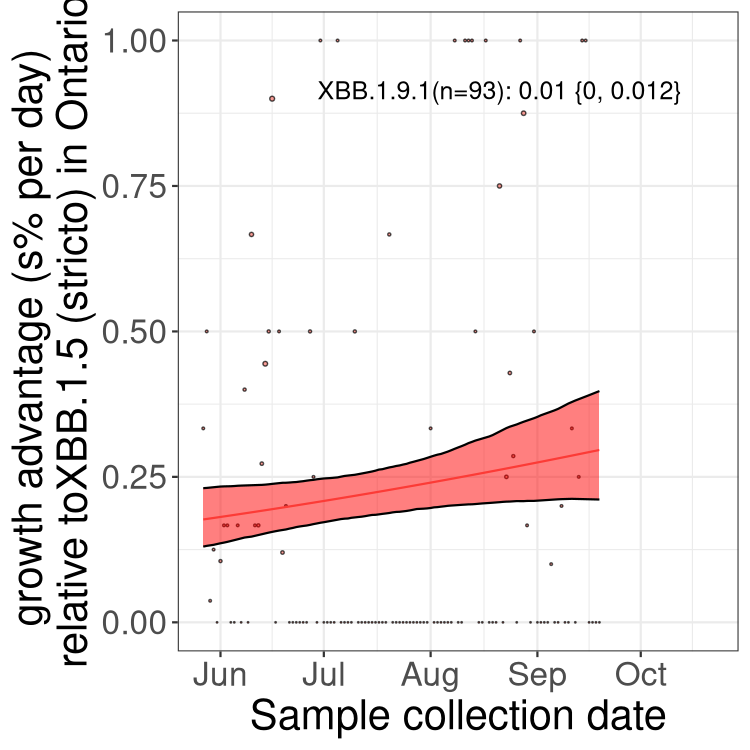 growth advantage (s% per day)
relative toXBB.1.5 (stricto) in Ontario
1.00
0.75
0.50
0.25
0.00
XBB.1.9.1(n=93): 0.01 {0, 0.012}
Jun Jul Aug Sep Oct
Sample collection date